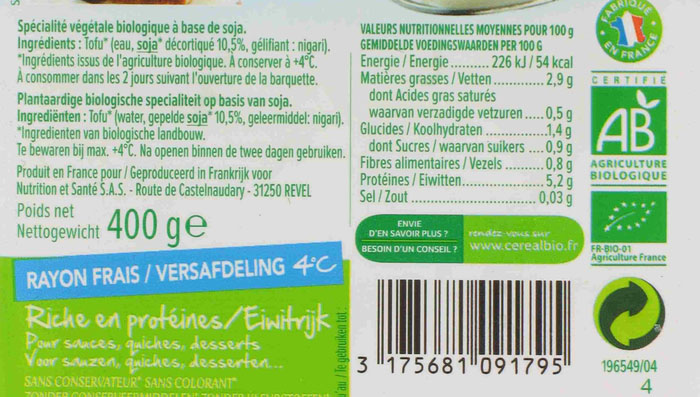 Spécialité végétale biologique à base de soja.
Ingrédients : Tofu* (eau, soja* décortiqué 10,5%, gélifiant : nigari).
*Ingrédients issus de l'agriculture biologique. À conserver à +4°C.
À consommer dans les 2 jours suivant l'ouverture de la barquette.
Plantaardige biologische specialiteit op basis van soja.
Ingrediënten : Tofu* (water, gepelde soja* 10,5%, geleermiddel: nigari).
*Ingredienten van biologische landbouw.
Te bewaren bij max. +4°C. Na openen binnen de twee dagen gebruiken.
Produit en France pour / Geproduceerd in Frankrijk voor
Nutrition et Santé S.A.S. - Route de Castelnaudary - 31250 REVEL
Poids net
Nettogewicht 400 g e
RAYON FRAIS / VERSAFDELING 4°C
Riche en protéines/Eiwitrijk
Pour sauces, quiches, desserts
Voor sauzen, quiches, desserten...
SANS CONSERVATEUR* SANS COLORANT*
ZONDER CONSERVEERMIDDELEN* ZONDER KLEURSTOFFEN*
'au / Te gebruiken tot :
VALEURS NUTRITIONNELLES MOYENNES POUR 100 g
GEMIDDELDE VOEDINGSWAARDEN PER 100 G
Energie / Energie .......... 226 kJ / 54 kcal
Matières grasses / Vetten ............... 2,9 g
dont Acides gras saturés
waarvan verzadigde vetzuren ..... 0,5 g
Glucides / Koolhydraten ................. 1,4 g
dont Sucres / waarvan suikers .... 0,9 g
Fibres alimentaires / Vezels ........... 0,8 g
Protéines / Eiwitten....................... 5,2 g
Sel / Zout ................................. 0,03 g
ENVIE
D'EN SAVOIR PLUS ?
BESOIN D'UN CONSEIL ?
rendez-vous sur
www.cerealbio.fr
3 175681 091795
FABRIQUÉ
EN FRANCE
CERTIFIÉ
AB
AGRICULTURE
BIOLOGIQUE
FR-BIO-01
Agriculture France
196549/04
4